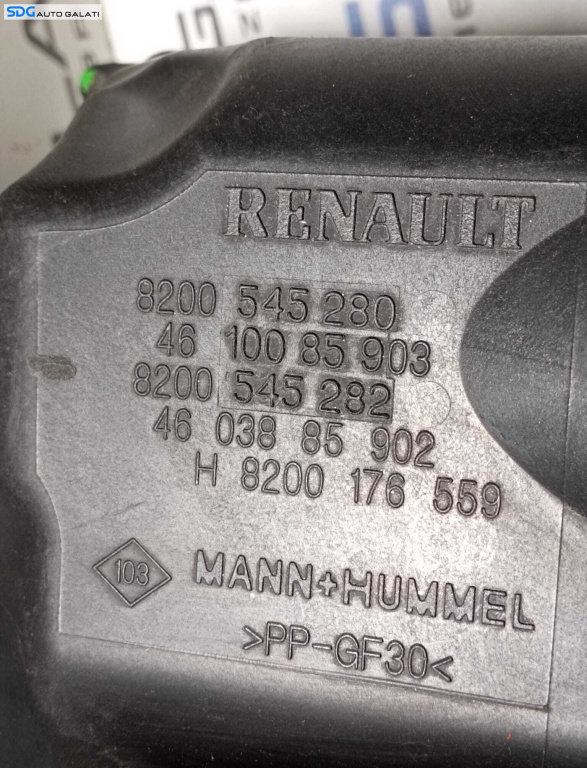 SDG AUTO GALATI
RENAULT
8200 545 280
46 100 85 903
8200 545 282
46 038 85 902
H 8200 176 559
103 MANN+HUMMEL
>PP-GF30<